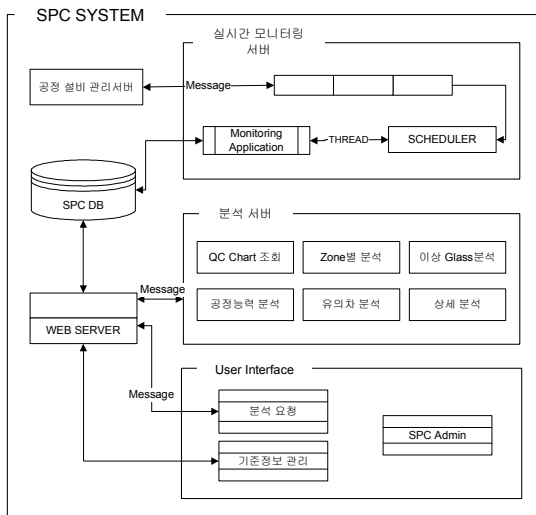 SPC SYSTEM
실시간 모니터링
서버
공정 설비 관리서버
Message
Monitoring
Application
THREAD
SCHEDULER
SPC DB
분석 서버
QC Chart 조회
Zone별 분석
이상 Glass분석
Message
공정능력 분석
유의차 분석
상세 분석
WEB SERVER
User Interface
Message
분석 요청
SPC Admin
기준정보 관리